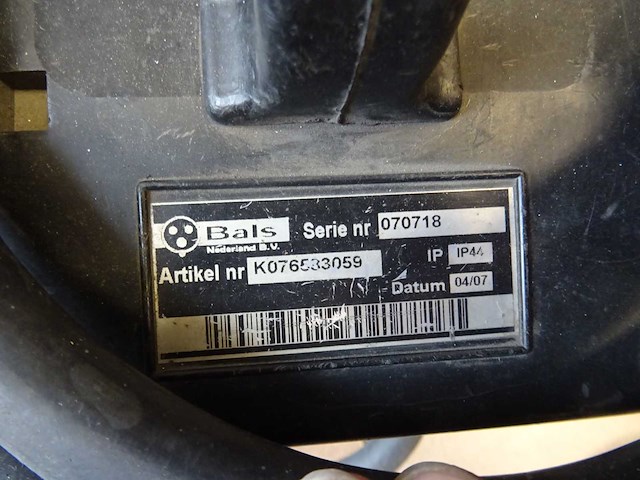 Bals Serie nr 070718
Nederland B.V.
Artikel nr K076533059 IP IP44
Datum 04/07